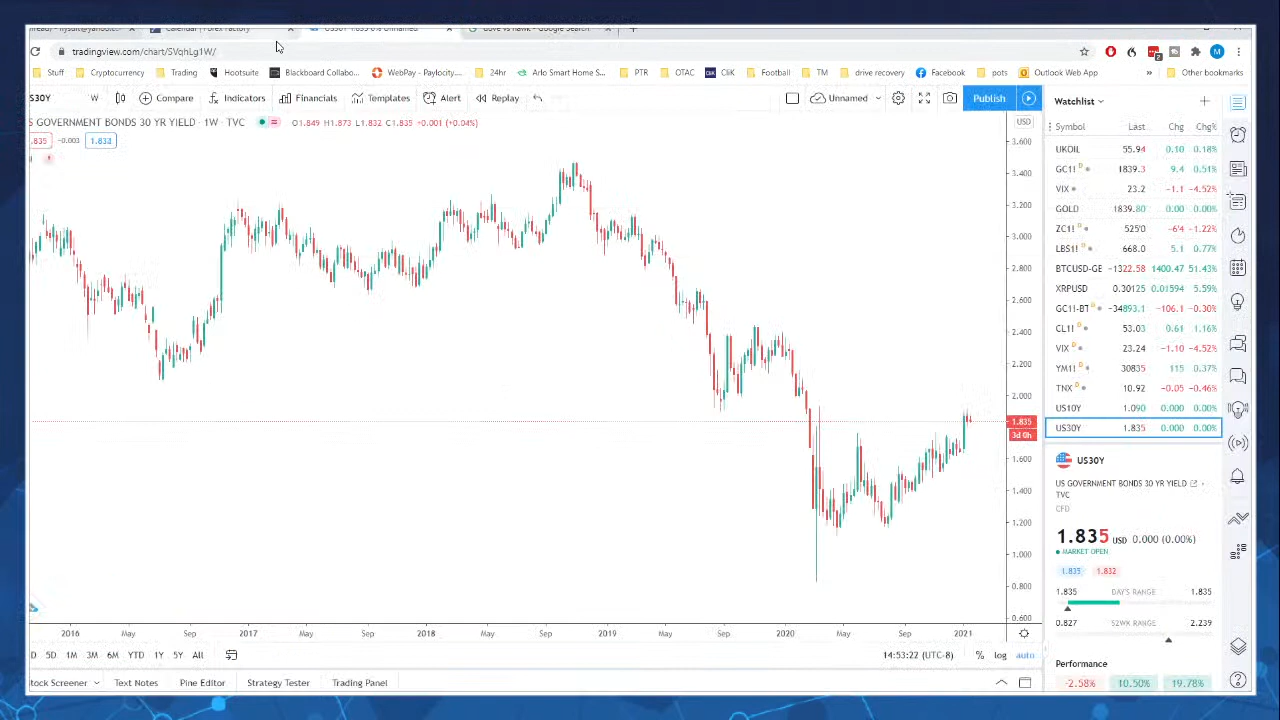 tradingview.com/chart/SVqhLg1W/
M
Stuff Cryptocurrency Trading Hootsuite Blackboard Collabo... WebPay - Paylocity... 24hr Arlo Smart Home S... PTR OTAC CliK Football TM drive recovery Facebook pots Outlook Web App » Other bookmarks
S30Y W Compare Indicators Financials Templates Alert Replay Unnamed Publish
S GOVERNMENT BONDS 30 YR YIELD · 1W · TVC O1.849 H1.873 L1.832 C1.835 +0.001 (+0.04%)
.835 -0.003 1.832
USD
3.600
3.400
3.200
3.000
2.800
2.600
2.400
2.200
2.000
1.835
3d 0h
1.600
1.400
1.200
1.000
0.800
0.600
2016 May Sep 2017 May Sep 2018 May Sep 2019 May Sep 2020 May Sep 2021
D 5D 1M 3M 6M YTD 1Y 5Y All 14:53:22 (UTC-8) % log auto
tock Screener Text Notes Pine Editor Strategy Tester Trading Panel
Watchlist
Symbol Last Chg Chg%
UKOIL 55.94 0.10 0.18%
GC1! D 1839.3 9.4 0.51%
VIX 23.2 -1.1 -4.52%
GOLD 1839.80 0.00 0.00%
ZC1! D 525'0 -6'4 -1.22%
LBS1! D 668.0 5.1 0.77%
BTCUSD-GE -1322.58 1400.47 51.43%
XRPUSD 0.30125 0.01594 5.59%
GC1!-BT D -34893.1 -106.1 -0.30%
CL1! D 53.03 0.61 1.16%
VIX D 23.24 -1.10 -4.52%
YM1! D 30835 115 0.37%
TNX D 10.92 -0.05 -0.46%
US10Y 1.090 0.000 0.00%
US30Y 1.835 0.000 0.00%
US30Y
US GOVERNMENT BONDS 30 YR YIELD
TVC
CFD
1.835 USD 0.000 (0.00%)
MARKET OPEN
1.835 1.832
1.835 DAY'S RANGE 1.835
0.827 52WK RANGE 2.239
Performance
-2.58% 10.50% 19.78%